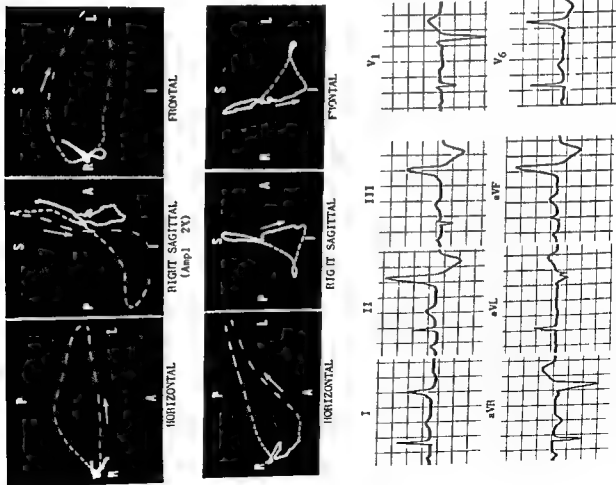 S
P
L
A
HORIZONTAL
S
A
P
A
I
RIGHT SAGITTAL
(Ampl 2X)
S
R
I
FRONTAL
R
L
A
HORIZONTAL
S
P
A
I
RIGHT SAGITTAL
S
R
L
I
FRONTAL
I
II
III
V1
aVR
aVL
aVF
V6